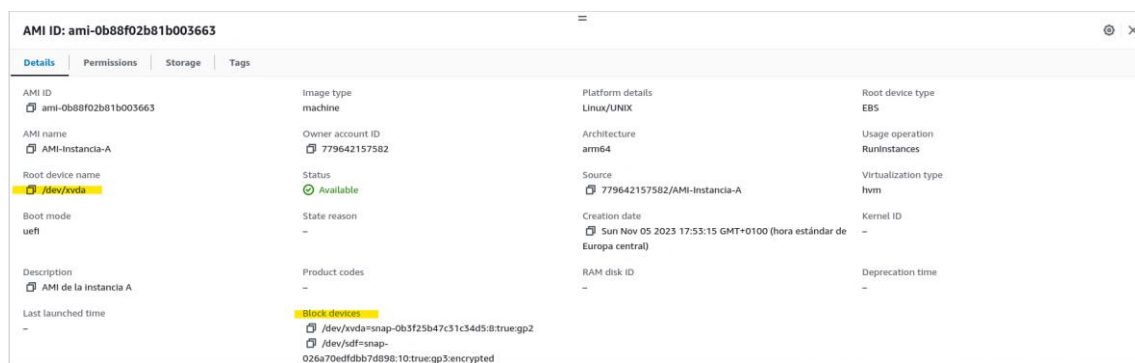 AMI ID: ami-0b88f02b81b003663
Details Permissions Storage Tags
AMI ID Image type Platform details Root device type
ami-0b88f02b81b003663 machine Linux/UNIX EBS
AMI name Owner account ID Architecture Usage operation
AMI-Instancia-A 779642157582 arm64 RunInstances
Root device name Status Source Virtualization type
/dev/xvda Available 779642157582/AMI-Instancia-A hvm
Boot mode State reason Creation date Kernel ID
uefi – Sun Nov 05 2023 17:53:15 GMT+0100 (hora estándar de –
Europa central)
Description Product codes RAM disk ID Deprecation time
AMI de la instancia A – – –
Last launched time Block devices
– /dev/xvda=snap-0b3f25b47c31c34d5:8:true:gp2
/dev/sdf=snap-
026a70edfdbb7d898:10:true:gp3:encrypted